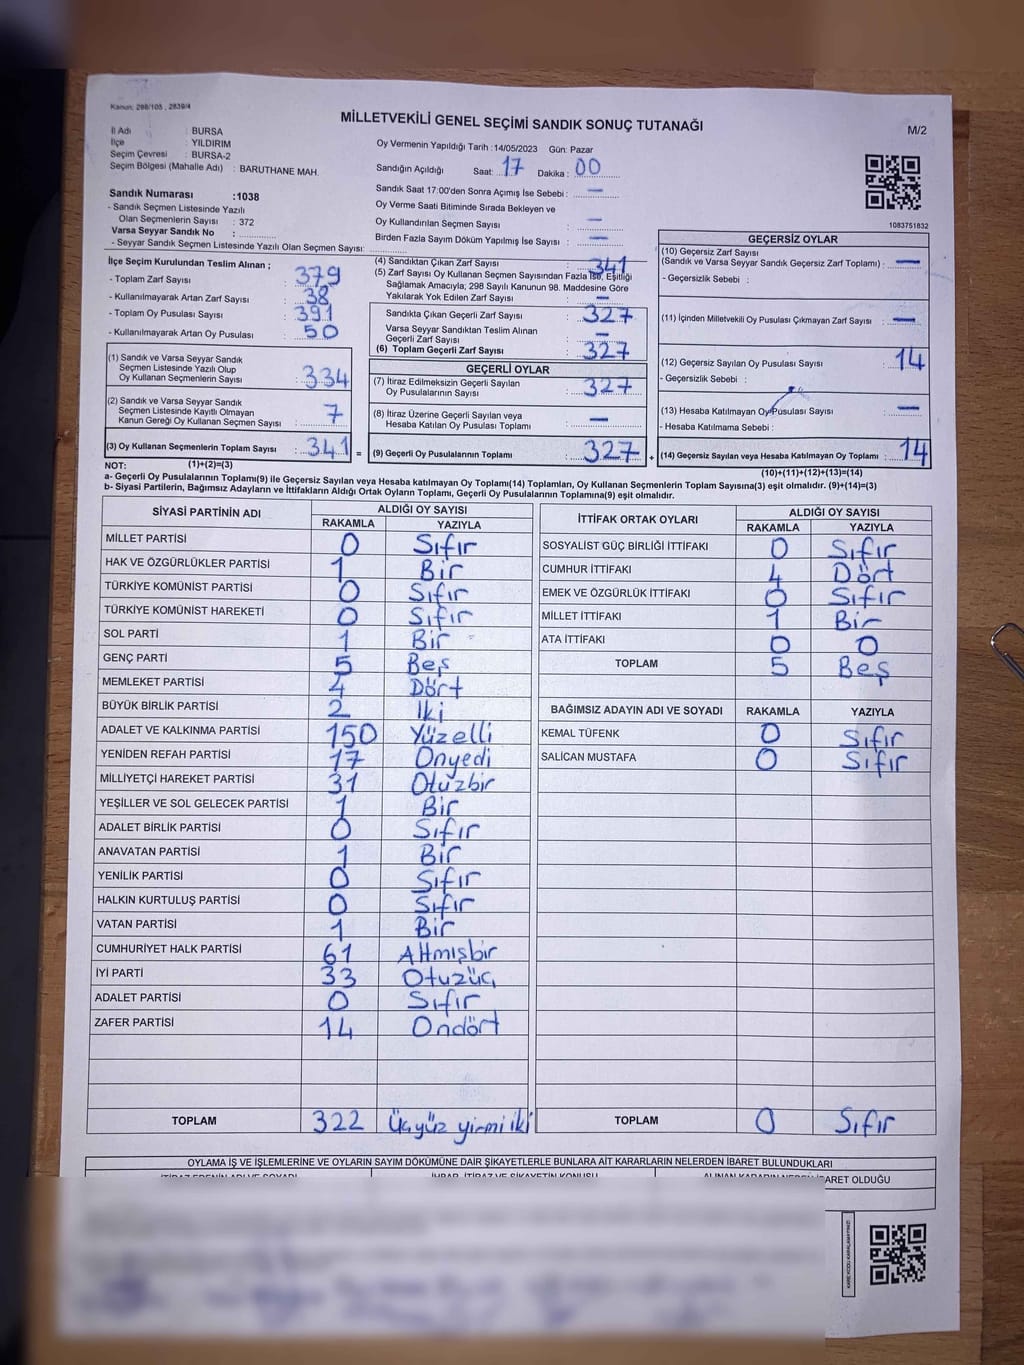 Kanun: 298/105 , 2839/4
MİLLETVEKİLİ GENEL SEÇİMİ SANDIK SONUÇ TUTANAĞI
M/2
İl Adı : BURSA
İlçe : YILDIRIM
Seçim Çevresi : BURSA-2
Seçim Bölgesi (Mahalle Adı) : BARUTHANE MAH.
Oy Vermenin Yapıldığı Tarih : 14/05/2023 Gün: Pazar
Sandığın Açıldığı Saat: 17 Dakika : 00
Sandık Numarası :1038
- Sandık Seçmen Listesinde Yazılı
Olan Seçmenlerin Sayısı : 372
Varsa Seyyar Sandık No :
- Seyyar Sandık Seçmen Listesinde Yazılı Olan Seçmen Sayısı:
Sandık Saat 17:00'den Sonra Açımış İse Sebebi : —
Oy Verme Saati Bitiminde Sırada Bekleyen ve
Oy Kullandırılan Seçmen Sayısı : —
Birden Fazla Sayım Döküm Yapılmış İse Sayısı : —
1083751832
İlçe Seçim Kurulundan Teslim Alınan ;
- Toplam Zarf Sayısı : 379
- Kullanılmayarak Artan Zarf Sayısı : 38
- Toplam Oy Pusulası Sayısı : 391
- Kullanılmayarak Artan Oy Pusulası : 50
(4) Sandıktan Çıkan Zarf Sayısı : 341
(5) Zarf Sayısı Oy Kullanan Seçmen Sayısından Fazla İse, Eşitliği
Sağlamak Amacıyla; 298 Sayılı Kanunun 98. Maddesine Göre
Yakılarak Yok Edilen Zarf Sayısı : —
Sandıkta Çıkan Geçerli Zarf Sayısı : 327
Varsa Seyyar Sandıktan Teslim Alınan
Geçerli Zarf Sayısı : —
(6) Toplam Geçerli Zarf Sayısı : 327
GEÇERSİZ OYLAR
(10) Geçersiz Zarf Sayısı
(Sandık ve Varsa Seyyar Sandık Geçersiz Zarf Toplamı) : —
- Geçersizlik Sebebi :
(11) İçinden Milletvekili Oy Pusulası Çıkmayan Zarf Sayısı : —
(12) Geçersiz Sayılan Oy Pusulası Sayısı : 14
- Geçersizlik Sebebi :
(13) Hesaba Katılmayan Oy Pusulası Sayısı : —
- Hesaba Katılmama Sebebi :
(14) Geçersiz Sayılan veya Hesaba Katılmayan Oy Toplamı : 14
(1) Sandık ve Varsa Seyyar Sandık
Seçmen Listesinde Yazılı Olup
Oy Kullanan Seçmenlerin Sayısı : 334
(2) Sandık ve Varsa Seyyar Sandık
Seçmen Listesinde Kayıtlı Olmayan
Kanun Gereği Oy Kullanan Seçmen Sayısı : 7
(3) Oy Kullanan Seçmenlerin Toplam Sayısı : 341 =
GEÇERLİ OYLAR
(7) İtiraz Edilmeksizin Geçerli Sayılan
Oy Pusulalarının Sayısı : 327
(8) İtiraz Üzerine Geçerli Sayılan veya
Hesaba Katılan Oy Pusulası Toplamı : —
(9) Geçerli Oy Pusulalarının Toplamı : 327 +
NOT: (1)+(2)=(3)
(10)+(11)+(12)+(13)=(14)
a- Geçerli Oy Pusulalarının Toplamı(9) ile Geçersiz Sayılan veya Hesaba katılmayan Oy Toplamı(14) Toplamları, Oy Kullanan Seçmenlerin Toplam Sayısına(3) eşit olmalıdır. (9)+(14)=(3)
b- Siyasi Partilerin, Bağımsız Adayların ve İttifakların Aldığı Ortak Oyların Toplamı, Geçerli Oy Pusulalarının Toplamına(9) eşit olmalıdır.
SİYASİ PARTİNİN ADI ALDIĞI OY SAYISI
RAKAMLA YAZIYLA
MİLLET PARTİSİ 0 Sıfır
HAK VE ÖZGÜRLÜKLER PARTİSİ 1 Bir
TÜRKİYE KOMÜNİST PARTİSİ 0 Sıfır
TÜRKİYE KOMÜNİST HAREKETİ 0 Sıfır
SOL PARTİ 1 Bir
GENÇ PARTİ 5 Beş
MEMLEKET PARTİSİ 4 Dört
BÜYÜK BİRLİK PARTİSİ 2 İki
ADALET VE KALKINMA PARTİSİ 150 Yüzelli
YENİDEN REFAH PARTİSİ 17 Onyedi
MİLLİYETÇİ HAREKET PARTİSİ 31 Otuzbir
YEŞİLLER VE SOL GELECEK PARTİSİ 1 Bir
ADALET BİRLİK PARTİSİ 0 Sıfır
ANAVATAN PARTİSİ 1 Bir
YENİLİK PARTİSİ 0 Sıfır
HALKIN KURTULUŞ PARTİSİ 0 Sıfır
VATAN PARTİSİ 1 Bir
CUMHURİYET HALK PARTİSİ 61 Altmışbir
İYİ PARTİ 33 Otuzüç
ADALET PARTİSİ 0 Sıfır
ZAFER PARTİSİ 14 Ondört
TOPLAM 322 Üçyüz yirmi iki
İTTİFAK ORTAK OYLARI ALDIĞI OY SAYISI
RAKAMLA YAZIYLA
SOSYALİST GÜÇ BİRLİĞİ İTTİFAKI 0 Sıfır
CUMHUR İTTİFAKI 4 Dört
EMEK VE ÖZGÜRLÜK İTTİFAKI 0 Sıfır
MİLLET İTTİFAKI 1 Bir
ATA İTTİFAKI 0 0
TOPLAM 5 Beş
BAĞIMSIZ ADAYIN ADI VE SOYADI RAKAMLA YAZIYLA
KEMAL TÜFENK 0 Sıfır
SALİCAN MUSTAFA 0 Sıfır
TOPLAM 0 Sıfır
OYLAMA İŞ VE İŞLEMLERİNE VE OYLARIN SAYIM DÖKÜMÜNE DAİR ŞİKAYETLERLE BUNLARA AİT KARARLARIN NELERDEN İBARET BULUNDUKLARI
İTİRAZ EDENİN ADI VE SOYADI İHBAR, İTİRAZ VE ŞİKAYETİN KONUSU ALINAN KARARIN NEDEN İBARET OLDUĞU